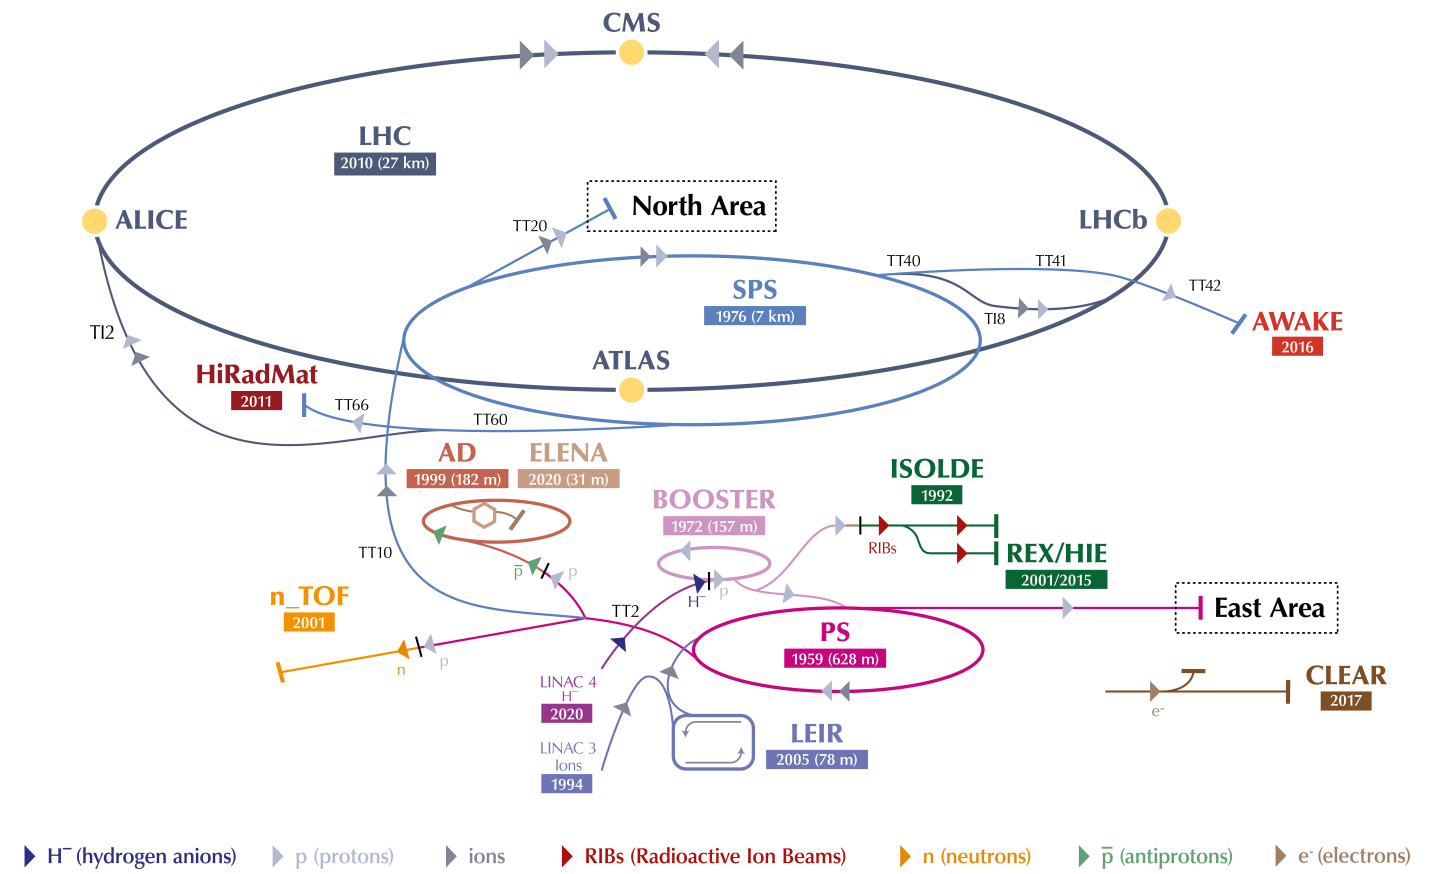 CMS
LHC
2010 (27 km)
North Area
ALICE
LHCb
TT20
TT40
TT41
SPS
1976 (7 km)
TT42
TI8
AWAKE
2016
TI2
ATLAS
HiRadMat
2011
TT66
TT60
AD
1999 (182 m)
ELENA
2020 (31 m)
ISOLDE
1992
BOOSTER
1972 (157 m)
RIBs
REX/HIE
2001/2015
TT10
p̅
p
H⁻
p
n_TOF
2001
TT2
East Area
PS
1959 (628 m)
n
p
LINAC 4
H⁻
2020
CLEAR
2017
e⁻
LINAC 3
Ions
1994
LEIR
2005 (78 m)
H⁻ (hydrogen anions)
p (protons)
ions
RIBs (Radioactive Ion Beams)
n (neutrons)
p̅ (antiprotons)
e⁻ (electrons)